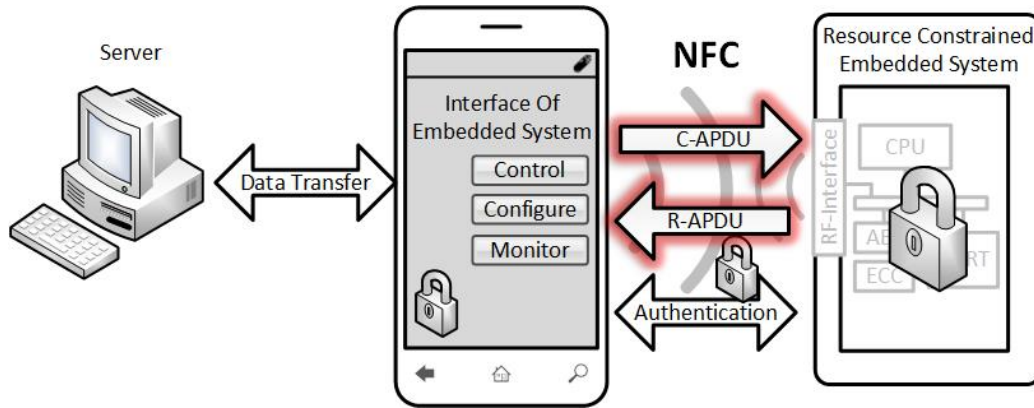 Server
Data Transfer
Interface Of
Embedded System
Control
Configure
Monitor
NFC
C-APDU
R-APDU
Authentication
Resource Constrained
Embedded System
RF-Interface
CPU
ECC